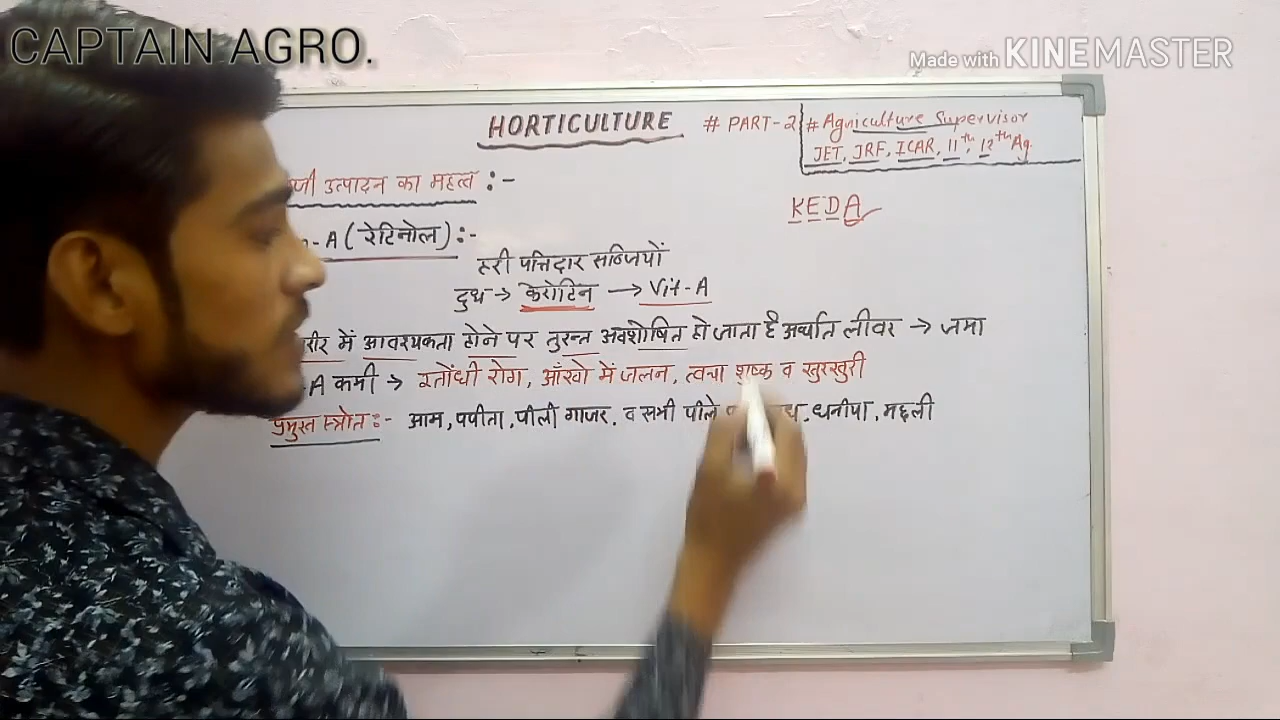 CAPTAIN AGRO.
Made with KINEMASTER
HORTICULTURE # PART-2
# Agriculture Supervisor
JET, JRF, ICAR, 11th, 12th Ag.
उत्पादन का महत्व :-
KEDA
-A ( रेटिनोल) :-
हरी पत्तिदार सब्जियों
दुध → केरोटिन → Vit-A
में आवश्यकता होने पर तुरन्त अवशोषित हो जाता है अर्थात लीवर → जमा
-A कमी → रतोंधी रोग, आँखो में जलन, त्वचा शुष्क व खुरखुरी
प्रमुख स्त्रोत :- आम, पपीता, पीली गाजर, व सभी पीले , धनीया, मछली